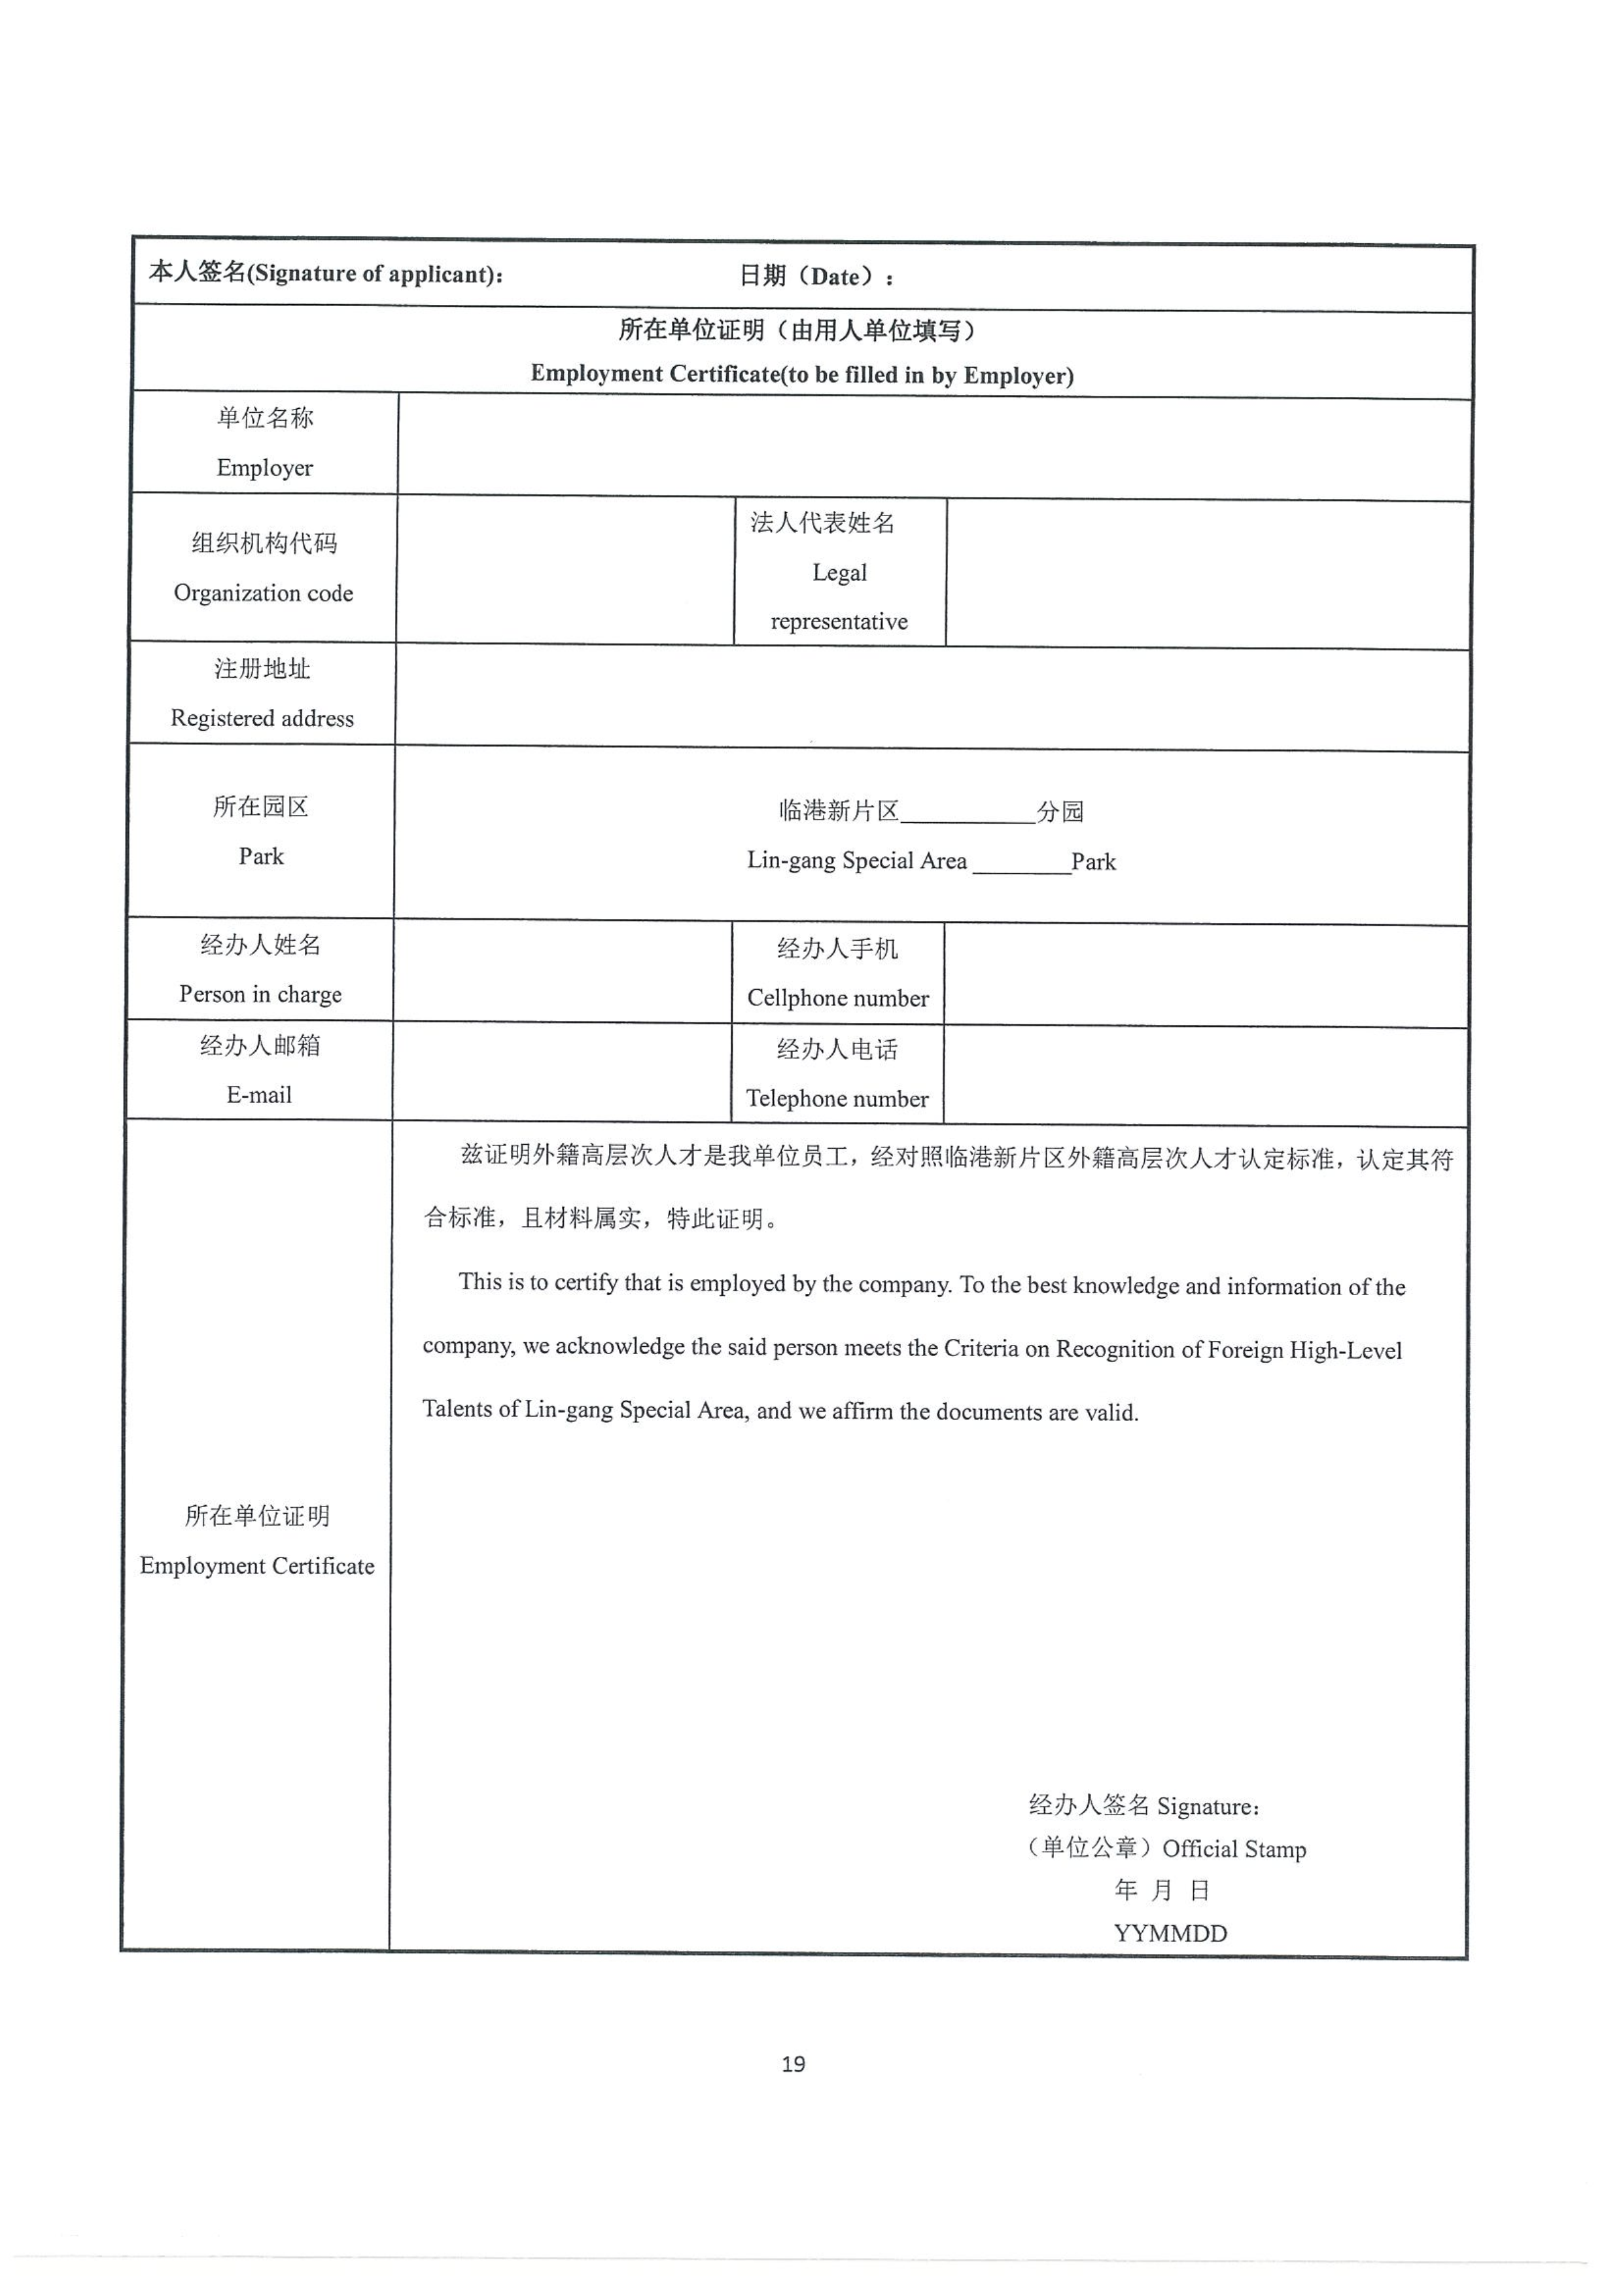 本人签名(Signature of applicant)： 日期（Date）：
所在单位证明（由用人单位填写）
Employment Certificate(to be filled in by Employer)
单位名称
Employer
组织机构代码
Organization code
法人代表姓名
Legal
representative
注册地址
Registered address
所在园区
Park
临港新片区___________分园
Lin-gang Special Area ________Park
经办人姓名
Person in charge
经办人手机
Cellphone number
经办人邮箱
E-mail
经办人电话
Telephone number
所在单位证明
Employment Certificate
兹证明外籍高层次人才是我单位员工，经对照临港新片区外籍高层次人才认定标准，认定其符
合标准，且材料属实，特此证明。
This is to certify that is employed by the company. To the best knowledge and information of the
company, we acknowledge the said person meets the Criteria on Recognition of Foreign High-Level
Talents of Lin-gang Special Area, and we affirm the documents are valid.
经办人签名 Signature：
（单位公章）Official Stamp
年 月 日
YYMMDD
19